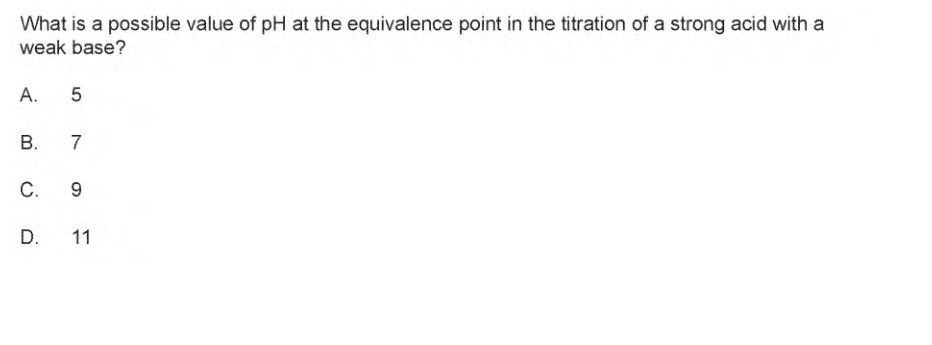 What is a possible value of pH at the equivalence point in the titration of a strong acid with a
weak base?
A. 5
B. 7
C. 9
D. 11